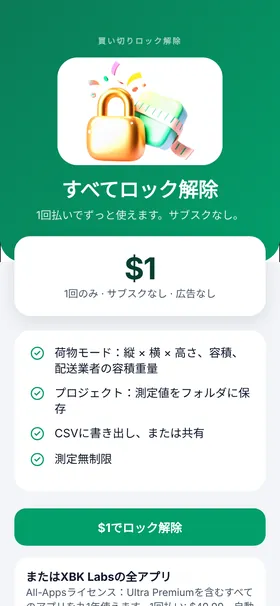 買い切りロック解除
すべてロック解除
1回払いでずっと使えます。サブスクなし。
$1
1回のみ · サブスクなし · 広告なし
荷物モード：縦 × 横 × 高さ、容積、
配送業者の容積重量
プロジェクト：測定値をフォルダに保
存
CSVに書き出し、または共有
測定無制限
$1でロック解除
またはXBK Labsの全アプリ
All-Appsライセンス：Ultra Premiumを含むすべて